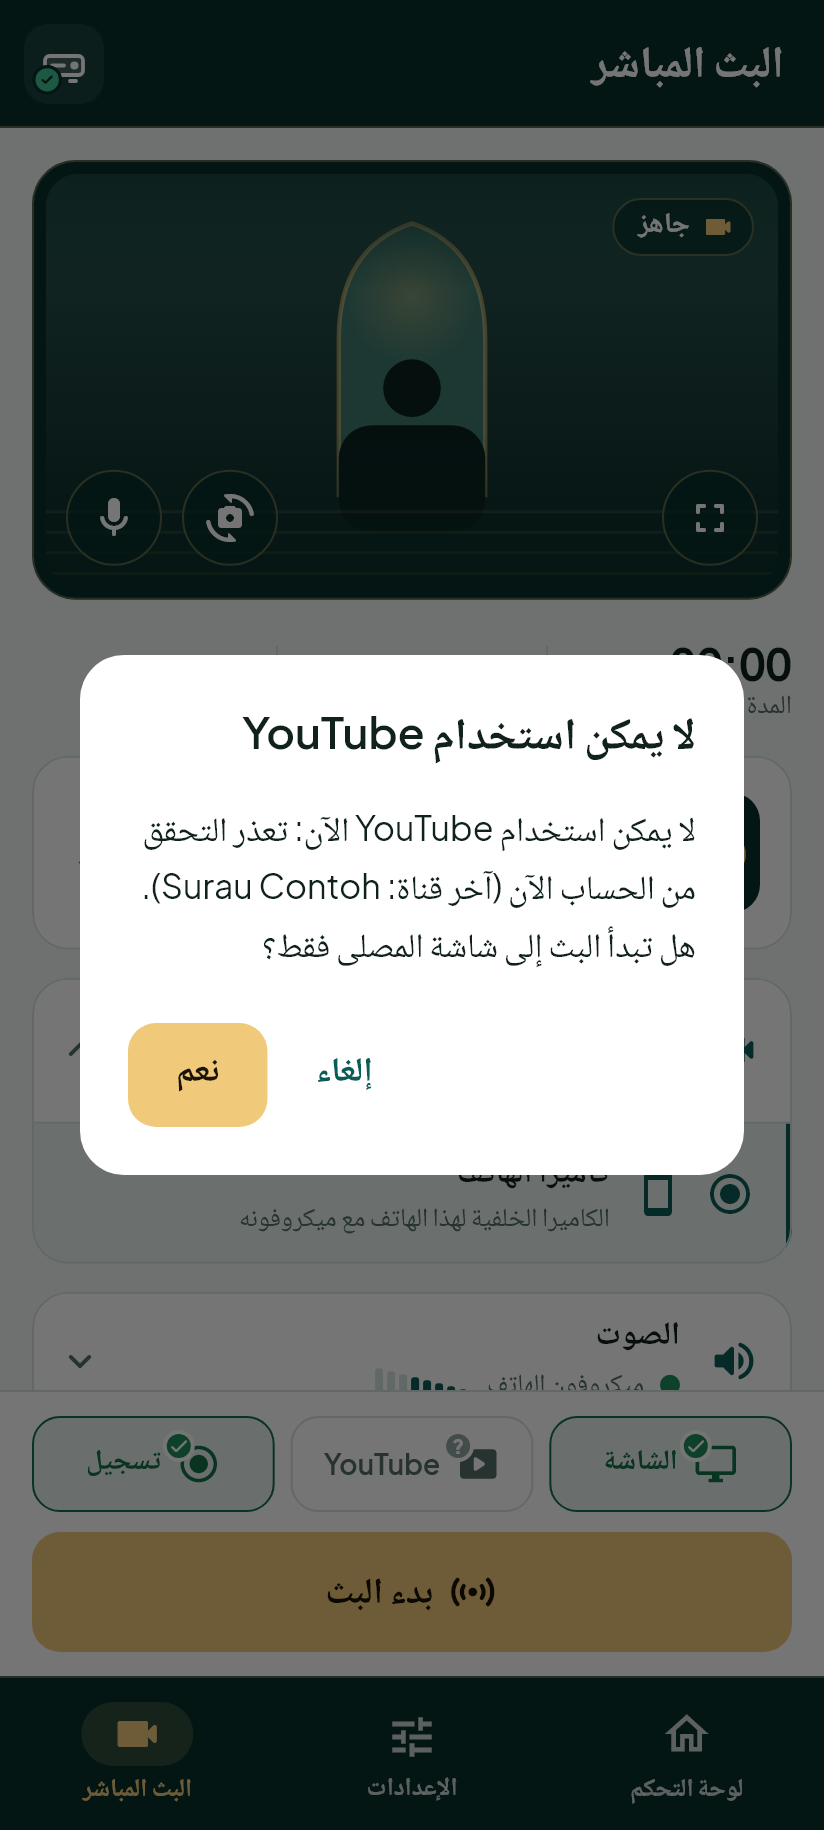 البث المباشر
جاهز
المدة
لا يمكن استخدام YouTube
لا يمكن استخدام YouTube الآن: تعذر التحقق
من الحساب الآن (آخر قناة: Surau Contoh).
هل تبدأ البث إلى شاشة المصلى فقط؟
إلغاء
نعم
الكاميرا الخلفية لهذا الهاتف مع ميكروفونه
الصوت
ميكروفون الهاتف
الشاشة
YouTube
تسجيل
بدء البث
لوحة التحكم
الإعدادات
البث المباشر